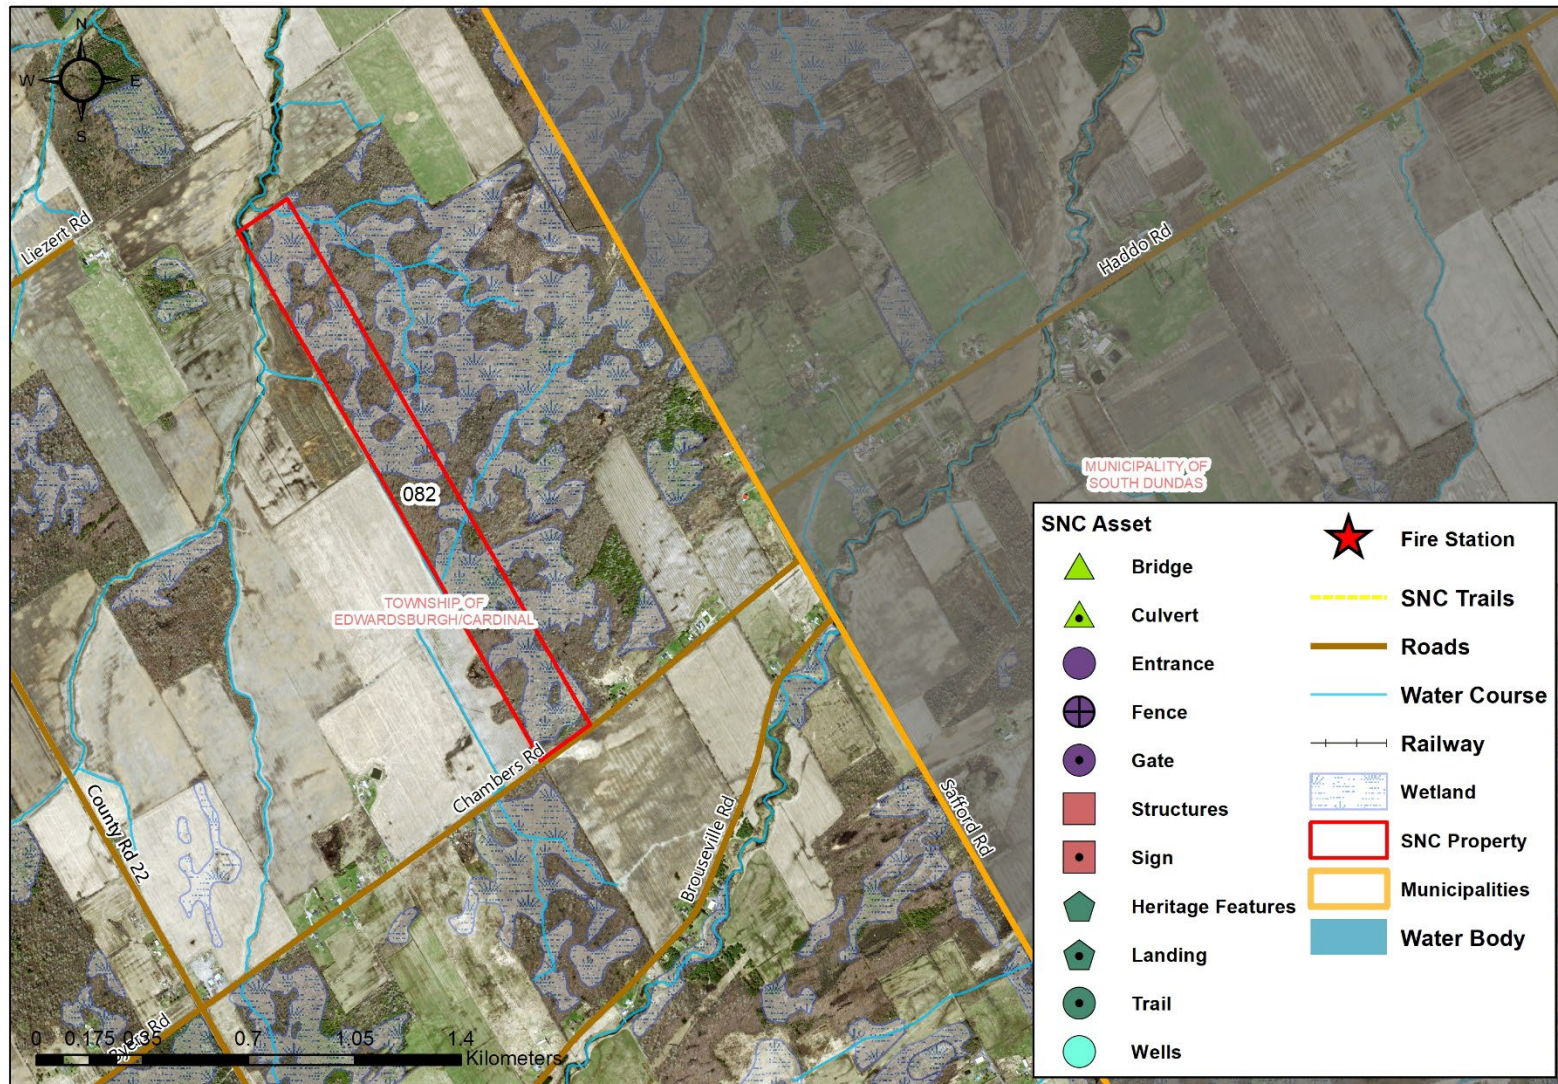 N
W
E
S
Liezert Rd
Haddo Rd
MUNICIPALITY OF
SOUTH DUNDAS
082
TOWNSHIP OF
EDWARDSBURGH/CARDINAL
Chambers Rd
County Rd 22
Brouseville Rd
Safford Rd
Byers Rd
0 0.175 0.35 0.7 1.05 1.4
Kilometers
SNC Asset
Bridge
Culvert
Entrance
Fence
Gate
Structures
Sign
Heritage Features
Landing
Trail
Wells
Fire Station
SNC Trails
Roads
Water Course
Railway
Wetland
SNC Property
Municipalities
Water Body